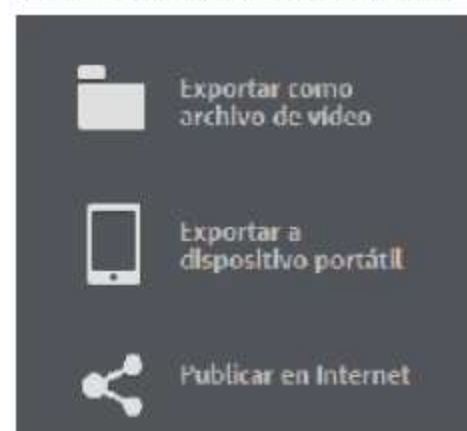 Exportar como
archivo de vídeo
Exportar a
dispositivo portátil
Publicar en Internet